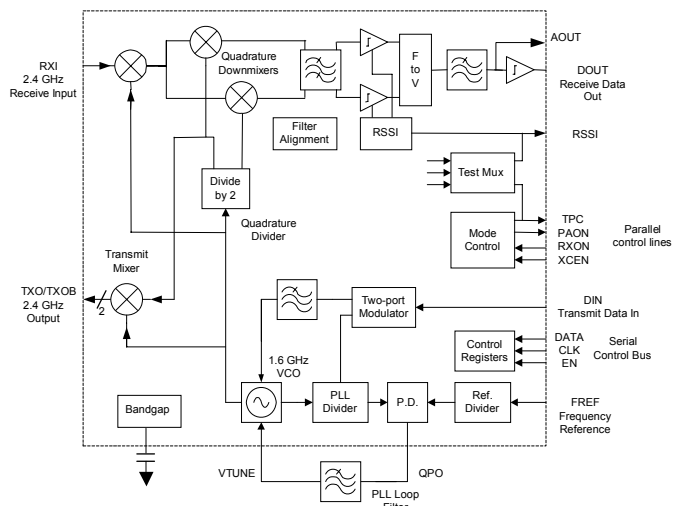 RXI
2.4 GHz
Receive Input
Quadrature
Downmixers
F
to
V
AOUT
DOUT
Receive Data
Out
Filter
Alignment
RSSI
RSSI
Test Mux
Divide
by 2
Quadrature
Divider
Mode
Control
TPC
PAON
RXON
XCEN
Parallel
control lines
Transmit
Mixer
TXO/TXOB
2.4 GHz
Output
2
Two-port
Modulator
DIN
Transmit Data In
Control
Registers
DATA
CLK
EN
Serial
Control Bus
1.6 GHz
VCO
PLL
Divider
P.D.
Ref.
Divider
FREF
Frequency
Reference
Bandgap
VTUNE
QPO
PLL Loop